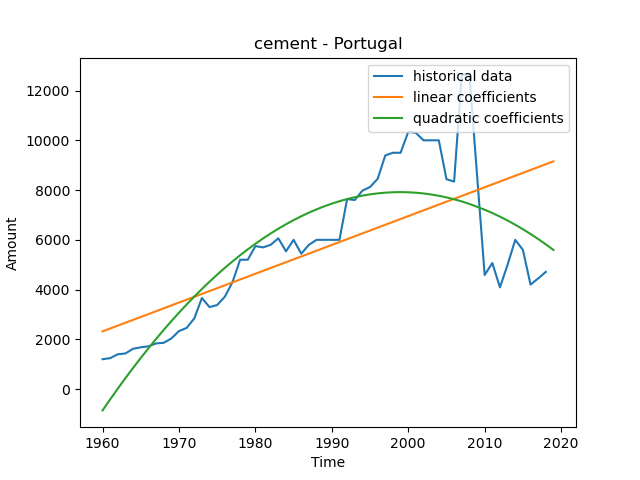 cement - Portugal
historical data
linear coefficients
quadratic coefficients
12000
10000
8000
6000
4000
2000
0
Amount
1960 1970 1980 1990 2000 2010 2020
Time